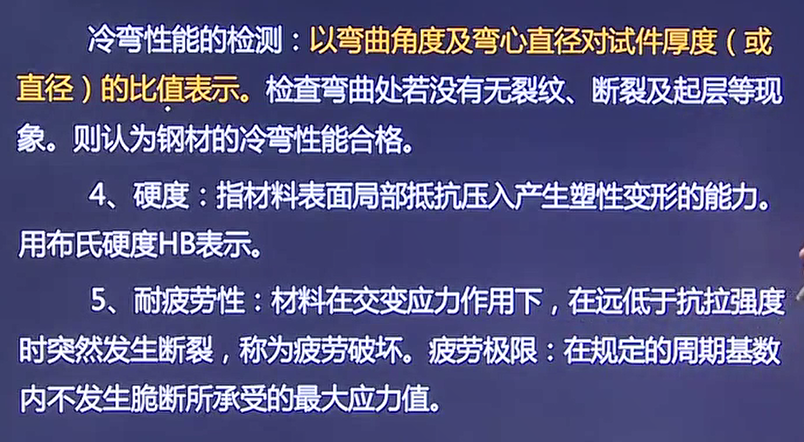 冷弯性能的检测：以弯曲角度及弯心直径对试件厚度（或
直径）的比值表示。检查弯曲处若没有无裂纹、断裂及起层等现
象。则认为钢材的冷弯性能合格。
4、硬度：指材料表面局部抵抗压入产生塑性变形的能力。
用布氏硬度HB表示。
5、耐疲劳性：材料在交变应力作用下，在远低于抗拉强度
时突然发生断裂，称为疲劳破坏。疲劳极限：在规定的周期基数
内不发生脆断所承受的最大应力值。